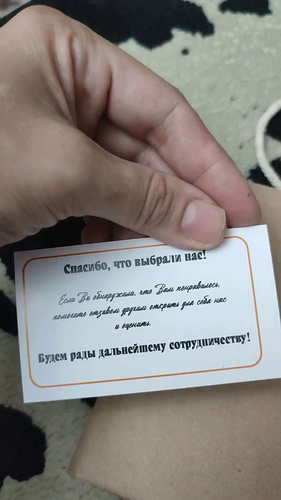 Спасибо, что выбрали нас!
Если Вы обнаружили, что Вам понравилось,
помогите отзывом другим открыть для себя нас
и оценить.
Будем рады дальнейшему сотрудничеству!